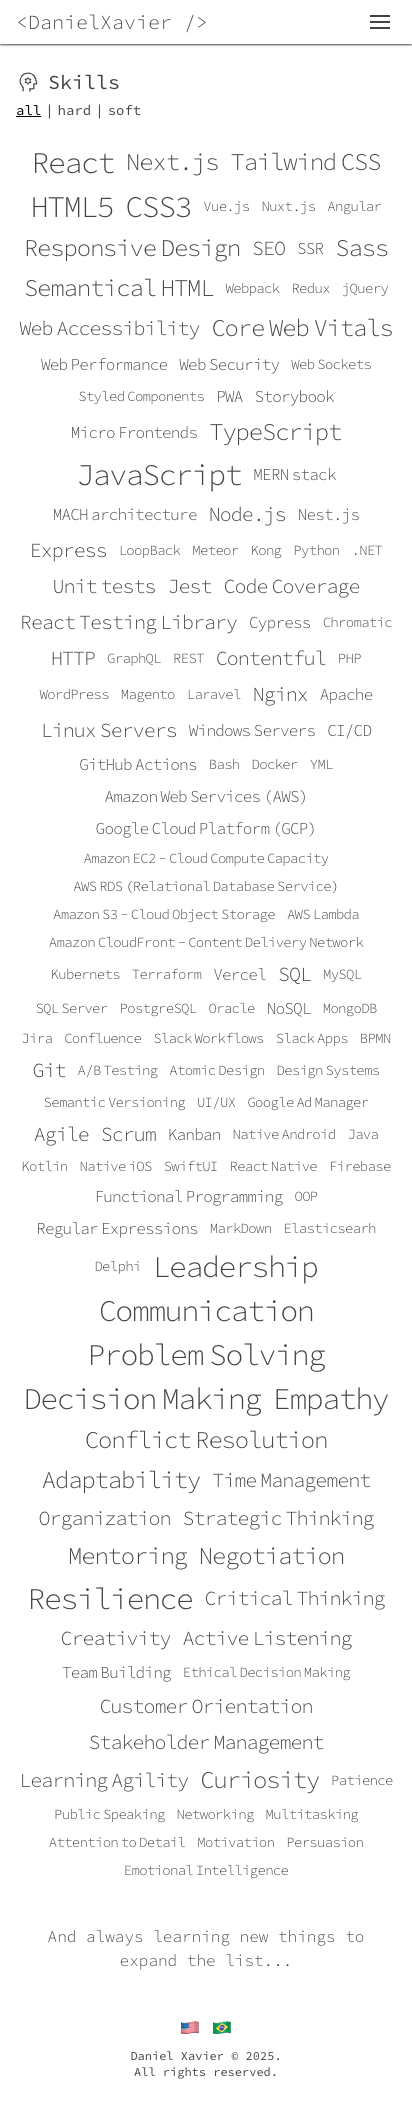 <DanielXavier />
Skills
all | hard | soft
React Next.js Tailwind CSS
HTML5 CSS3 Vue.js Nuxt.js Angular
Responsive Design SEO SSR Sass
Semantical HTML Webpack Redux jQuery
Web Accessibility Core Web Vitals
Web Performance Web Security Web Sockets
Styled Components PWA Storybook
Micro Frontends TypeScript
JavaScript MERN stack
MACH architecture Node.js Nest.js
Express LoopBack Meteor Kong Python .NET
Unit tests Jest Code Coverage
React Testing Library Cypress Chromatic
HTTP GraphQL REST Contentful PHP
WordPress Magento Laravel Nginx Apache
Linux Servers Windows Servers CI/CD
GitHub Actions Bash Docker YML
Amazon Web Services (AWS)
Google Cloud Platform (GCP)
Amazon EC2 - Cloud Compute Capacity
AWS RDS (Relational Database Service)
Amazon S3 - Cloud Object Storage AWS Lambda
Amazon CloudFront - Content Delivery Network
Kubernets Terraform Vercel SQL MySQL
SQL Server PostgreSQL Oracle NoSQL MongoDB
Jira Confluence Slack Workflows Slack Apps BPMN
Git A/B Testing Atomic Design Design Systems
Semantic Versioning UI/UX Google Ad Manager
Agile Scrum Kanban Native Android Java
Kotlin Native iOS SwiftUI React Native Firebase
Functional Programming OOP
Regular Expressions MarkDown Elasticsearh
Delphi Leadership
Communication
Problem Solving
Decision Making Empathy
Conflict Resolution
Adaptability Time Management
Organization Strategic Thinking
Mentoring Negotiation
Resilience Critical Thinking
Creativity Active Listening
Team Building Ethical Decision Making
Customer Orientation
Stakeholder Management
Learning Agility Curiosity Patience
Public Speaking Networking Multitasking
Attention to Detail Motivation Persuasion
Emotional Intelligence
And always learning new things to
expand the list...
Daniel Xavier © 2025.
All rights reserved.